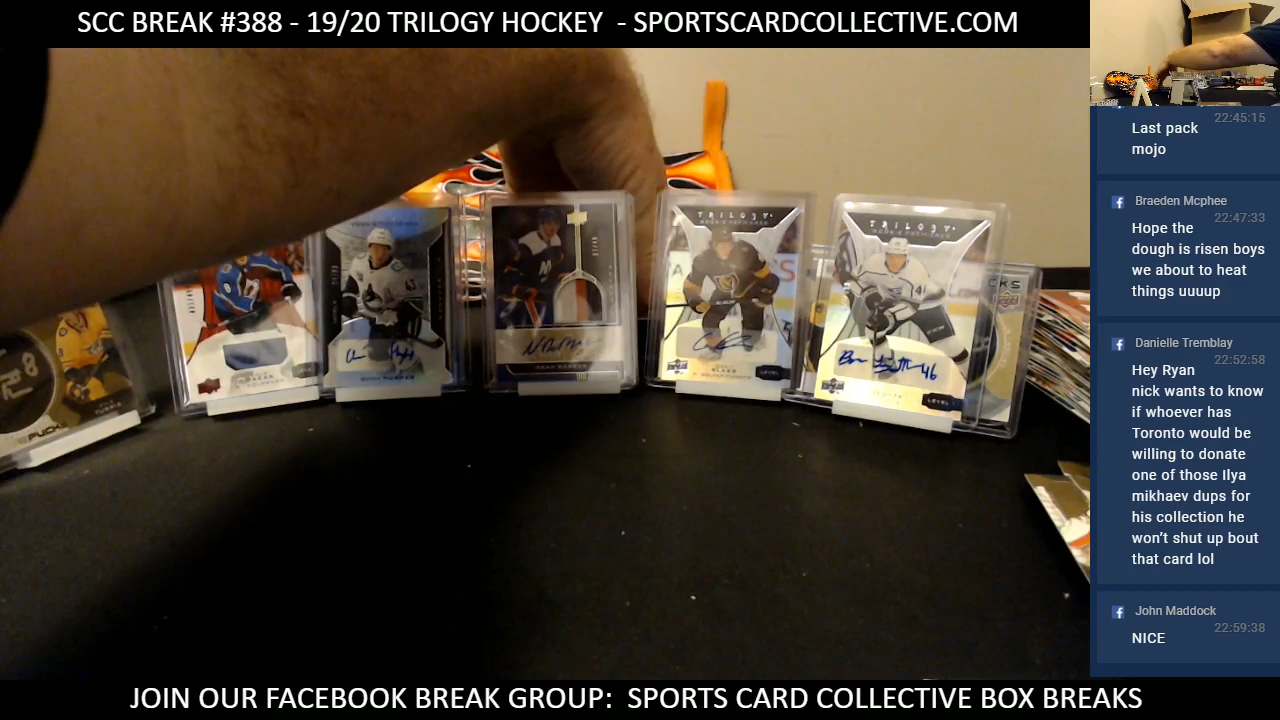 SCC BREAK #388 - 19/20 TRILOGY HOCKEY - SPORTSCARDCOLLECTIVE.COM
22:45:15
Last pack
mojo
Braeden Mcphee
22:47:33
Hope the
dough is risen boys
we about to heat
things uuuup
Danielle Tremblay
22:52:58
Hey Ryan
nick wants to know
if whoever has
Toronto would be
willing to donate
one of those Ilya
mikhaev dups for
his collection he
won't shut up bout
that card lol
John Maddock
22:59:38
NICE
TRILOGY
TRILOGY
LEVEL
46
JOIN OUR FACEBOOK BREAK GROUP: SPORTS CARD COLLECTIVE BOX BREAKS